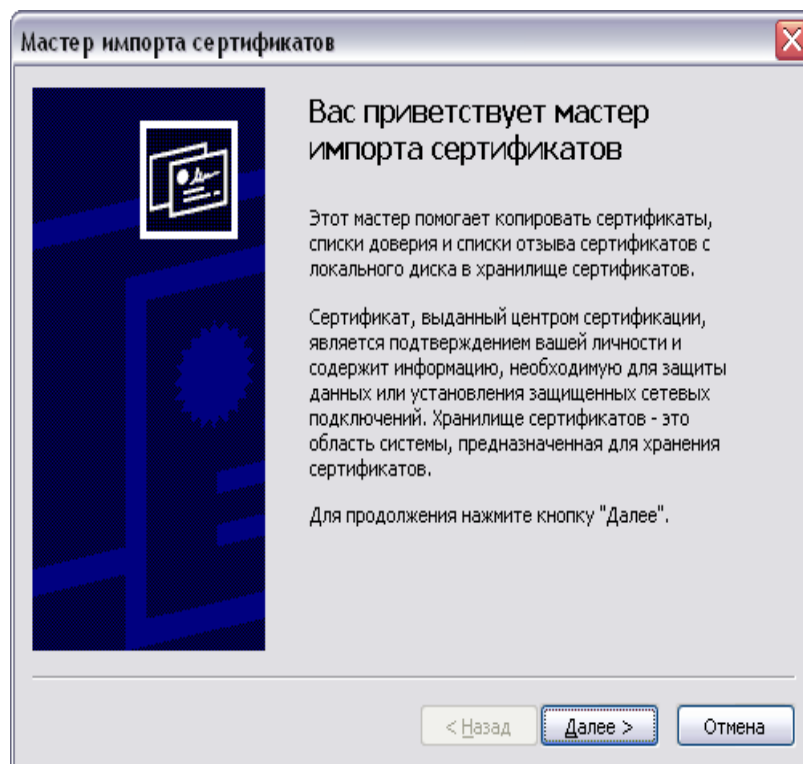 Мастер импорта сертификатов
Вас приветствует мастер
импорта сертификатов
Этот мастер помогает копировать сертификаты,
списки доверия и списки отзыва сертификатов с
локального диска в хранилище сертификатов.
Сертификат, выданный центром сертификации,
является подтверждением вашей личности и
содержит информацию, необходимую для защиты
данных или установления защищенных сетевых
подключений. Хранилище сертификатов - это
область системы, предназначенная для хранения
сертификатов.
Для продолжения нажмите кнопку "Далее".
< Назад Далее > Отмена